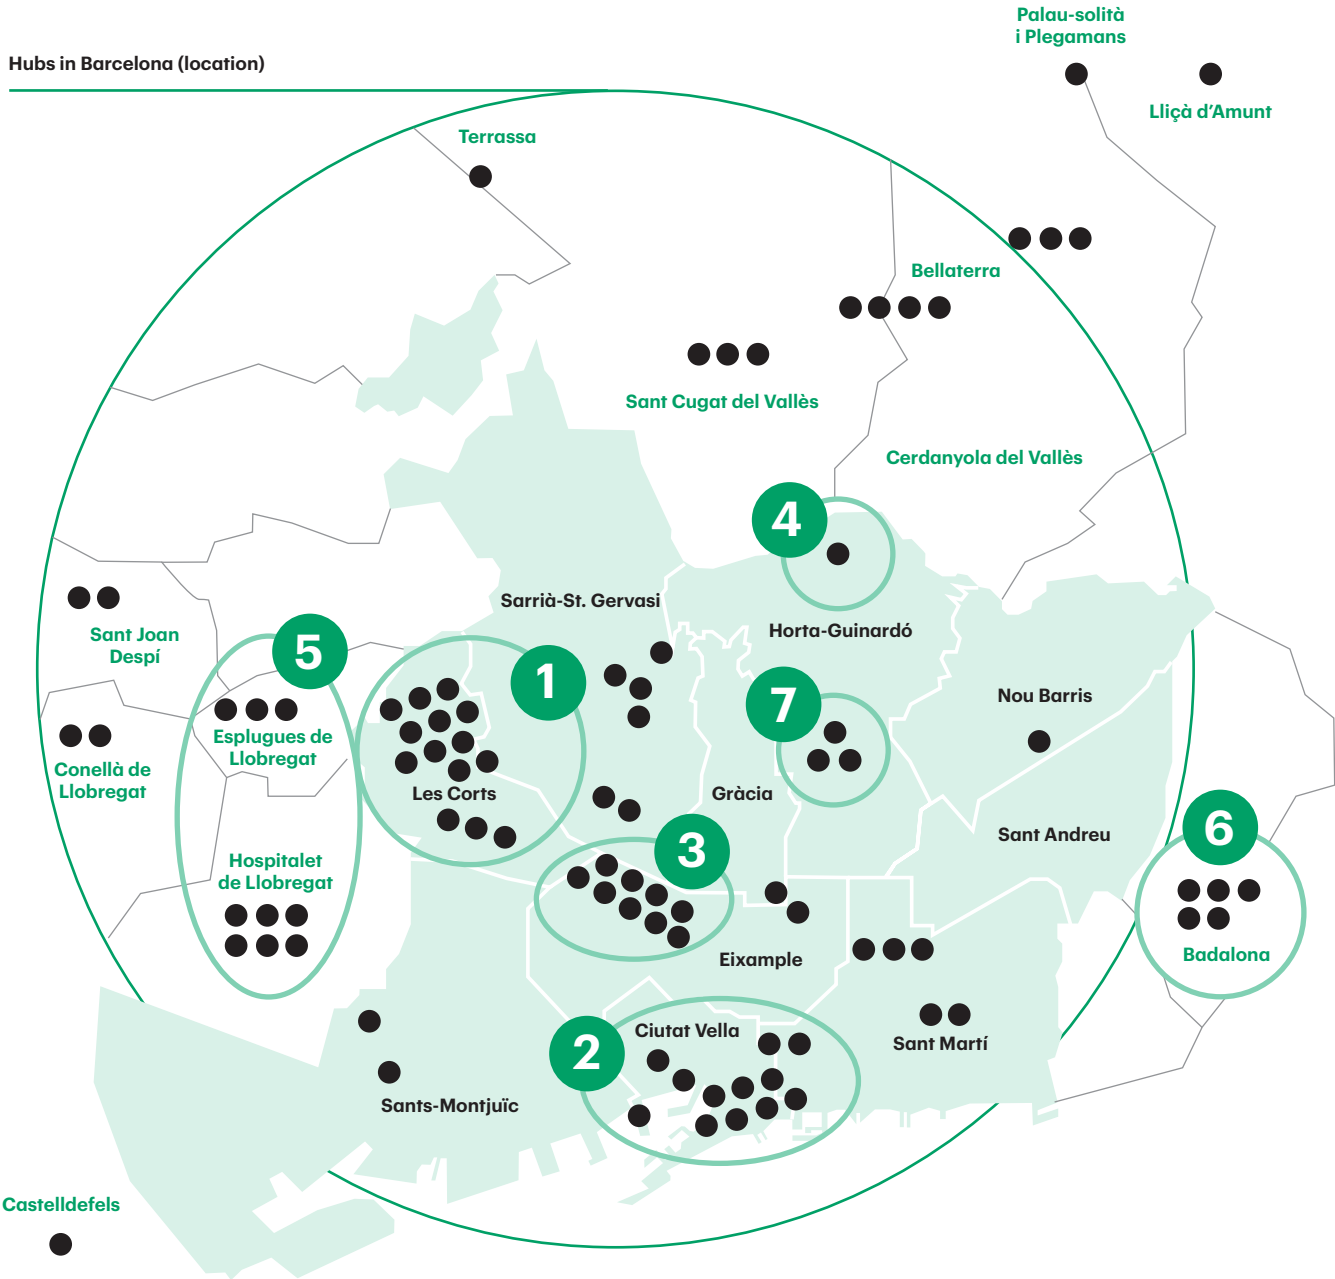 Palau-solità
i Plegamans
Hubs in Barcelona (location)
Lliçà d’Amunt
Terrassa
Bellaterra
Sant Cugat del Vallès
Cerdanyola del Vallès
4
Sarrià-St. Gervasi
Horta-Guinardó
Sant Joan
Despí
5
1
7
Nou Barris
Esplugues de
Llobregat
Conellà de
Llobregat
Les Corts
Gràcia
6
Sant Andreu
3
Hospitalet
de Llobregat
Eixample
Badalona
Ciutat Vella
2
Sant Martí
Sants-Montjuïc
Castelldefels